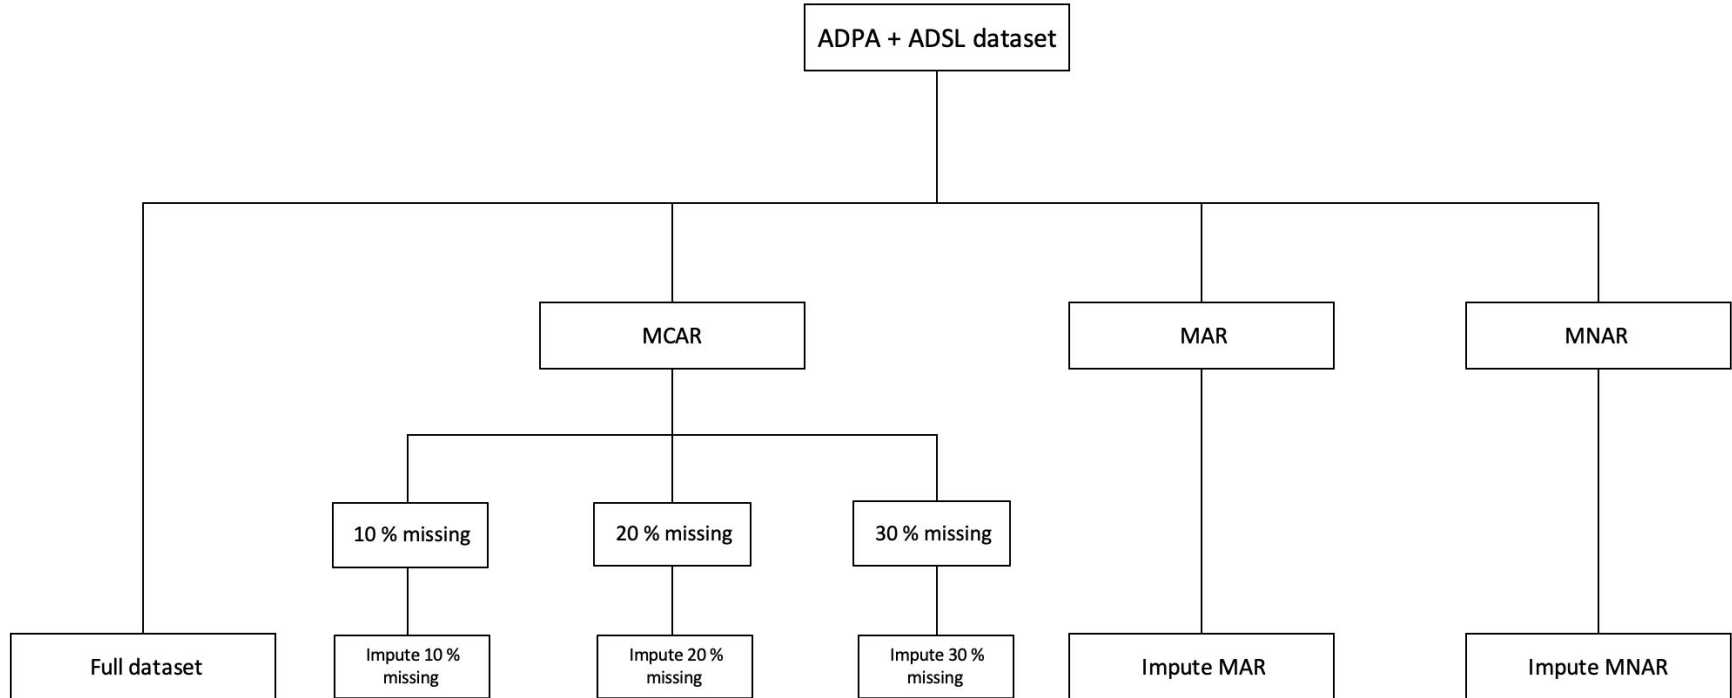 ADPA + ADSL dataset
MCAR
MAR
MNAR
10 % missing
20 % missing
30 % missing
Full dataset
Impute 10 %
missing
Impute 20 %
missing
Impute 30 %
missing
Impute MAR
Impute MNAR